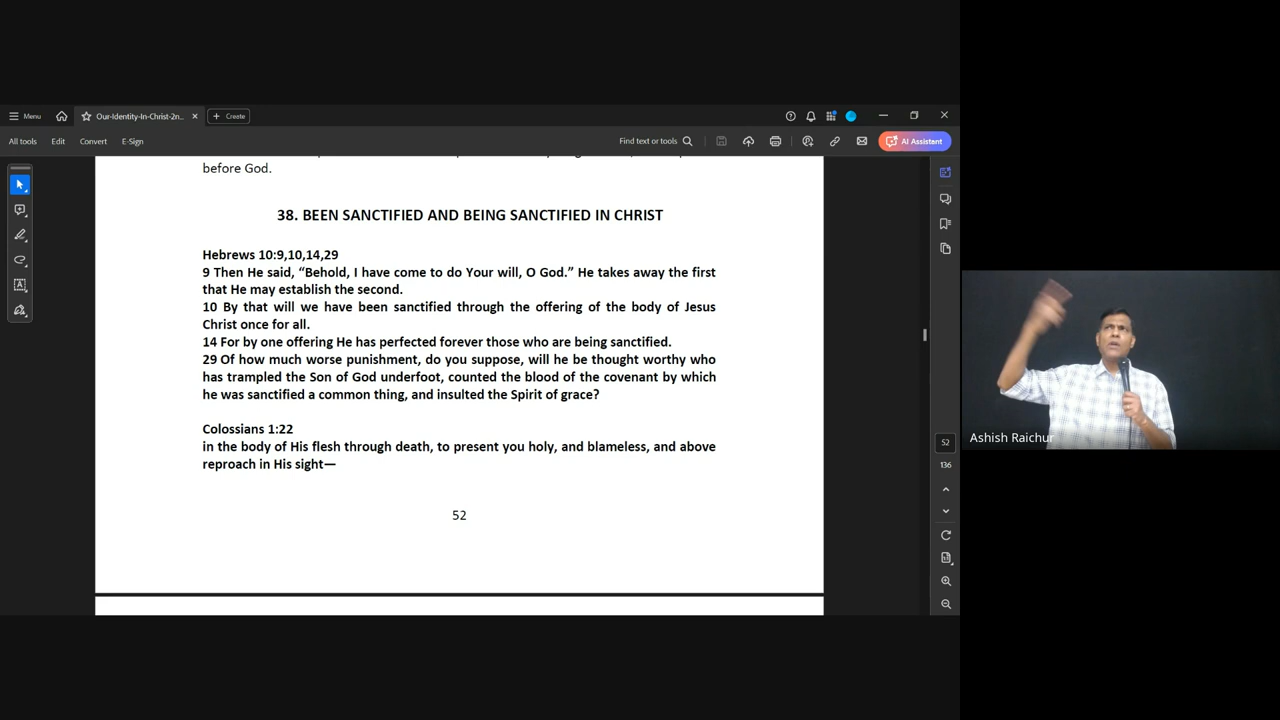 Menu
Our-Identity-In-Christ-2n...
Create
All tools
Edit
Convert
E-Sign
Find text or tools
AI Assistant
before God.
38. BEEN SANCTIFIED AND BEING SANCTIFIED IN CHRIST
Hebrews 10:9,10,14,29
9 Then He said, “Behold, I have come to do Your will, O God.” He takes away the first
that He may establish the second.
10 By that will we have been sanctified through the offering of the body of Jesus
Christ once for all.
14 For by one offering He has perfected forever those who are being sanctified.
29 Of how much worse punishment, do you suppose, will he be thought worthy who
has trampled the Son of God underfoot, counted the blood of the covenant by which
he was sanctified a common thing, and insulted the Spirit of grace?
Colossians 1:22
in the body of His flesh through death, to present you holy, and blameless, and above
reproach in His sight—
52
52
136
Ashish Raichur